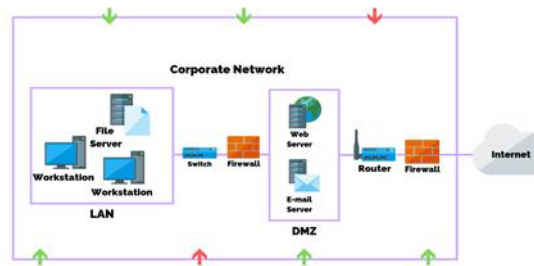 Corporate Network
File
Server
Workstation
Workstation
LAN
Switch
Firewall
Web
Server
E-mail
Server
DMZ
Router
Firewall
Internet